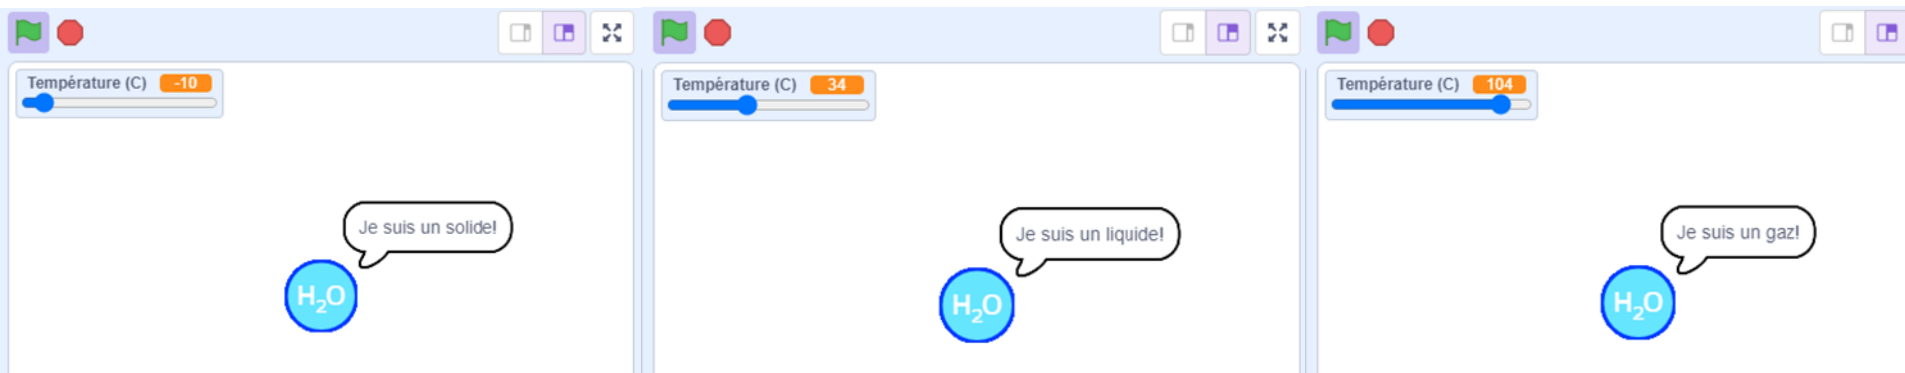 Température (C) -10
Je suis un solide!
H₂O
Température (C) 34
Je suis un liquide!
H₂O
Température (C) 104
Je suis un gaz!
H₂O